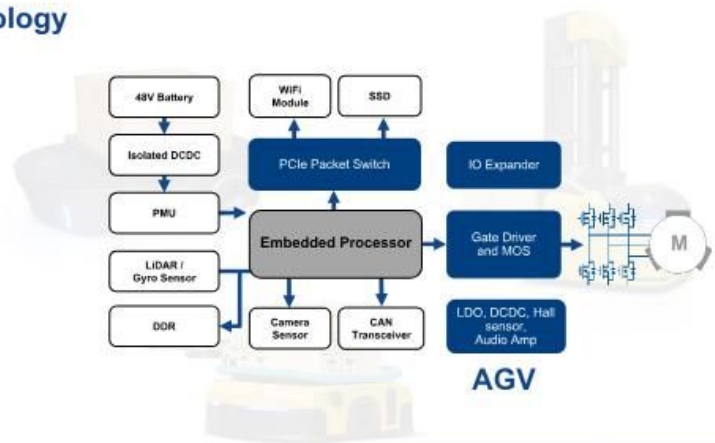 ology
48V Battery
WiFi
Module
SSD
Isolated DCDC
PCIe Packet Switch
IO Expander
PMU
Embedded Processor
Gate Driver
and MOS
M
LiDAR /
Gyro Sensor
DDR
Camera
Sensor
CAN
Transceiver
LDO, DCDC, Hall
sensor,
Audio Amp
AGV